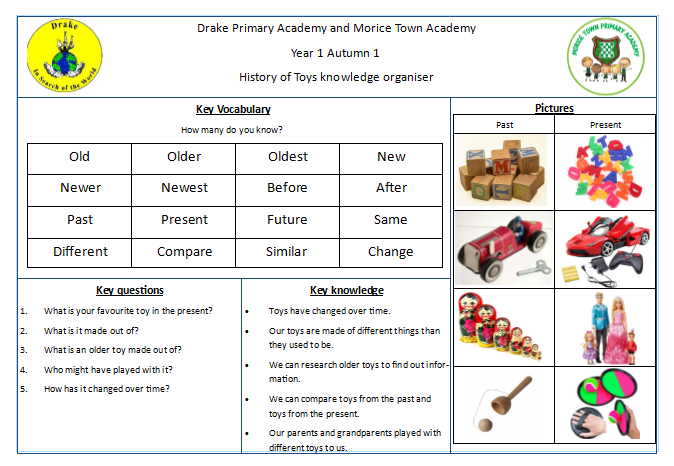 Drake Primary Academy and Morice Town Academy
Year 1 Autumn 1
History of Toys knowledge organiser
Drake
In Search of the World
MORICE TOWN PRIMARY ACADEMY
Key Vocabulary
How many do you know?
Old Older Oldest New
Newer Newest Before After
Past Present Future Same
Different Compare Similar Change
Pictures
Past Present
Key questions
1. What is your favourite toy in the present?
2. What is it made out of?
3. What is an older toy made out of?
4. Who might have played with it?
5. How has it changed over time?
Key knowledge
• Toys have changed over time.
• Our toys are made of different things than
they used to be.
• We can research older toys to find out infor-
mation.
• We can compare toys from the past and
toys from the present.
• Our parents and grandparents played with
different toys to us.